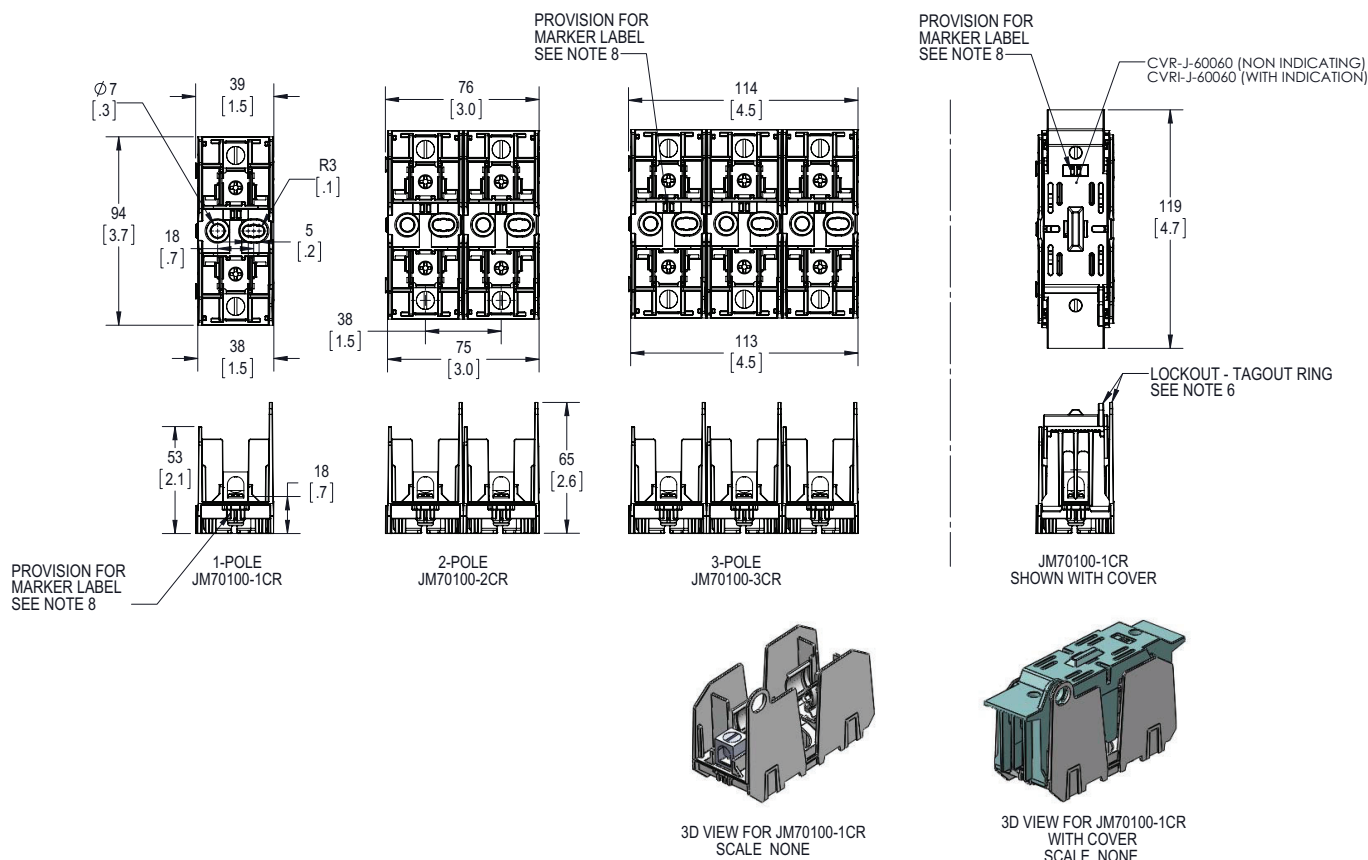 PROVISION FOR
MARKER LABEL
SEE NOTE 8
PROVISION FOR
MARKER LABEL
SEE NOTE 8
CVR-J-60060 (NON INDICATING)
CVRI-J-60060 (WITH INDICATION)
∅7
[.3]
39
[1.5]
76
[3.0]
114
[4.5]
R3
[.1]
94
[3.7]
18
[.7]
5
[.2]
119
[4.7]
38
[1.5]
38
[1.5]
75
[3.0]
113
[4.5]
LOCKOUT - TAGOUT RING
SEE NOTE 6
53
[2.1]
18
[.7]
65
[2.6]
PROVISION FOR
MARKER LABEL
SEE NOTE 8
1-POLE
JM70100-1CR
2-POLE
JM70100-2CR
3-POLE
JM70100-3CR
JM70100-1CR
SHOWN WITH COVER
3D VIEW FOR JM70100-1CR
SCALE NONE
3D VIEW FOR JM70100-1CR
WITH COVER
SCALE NONE